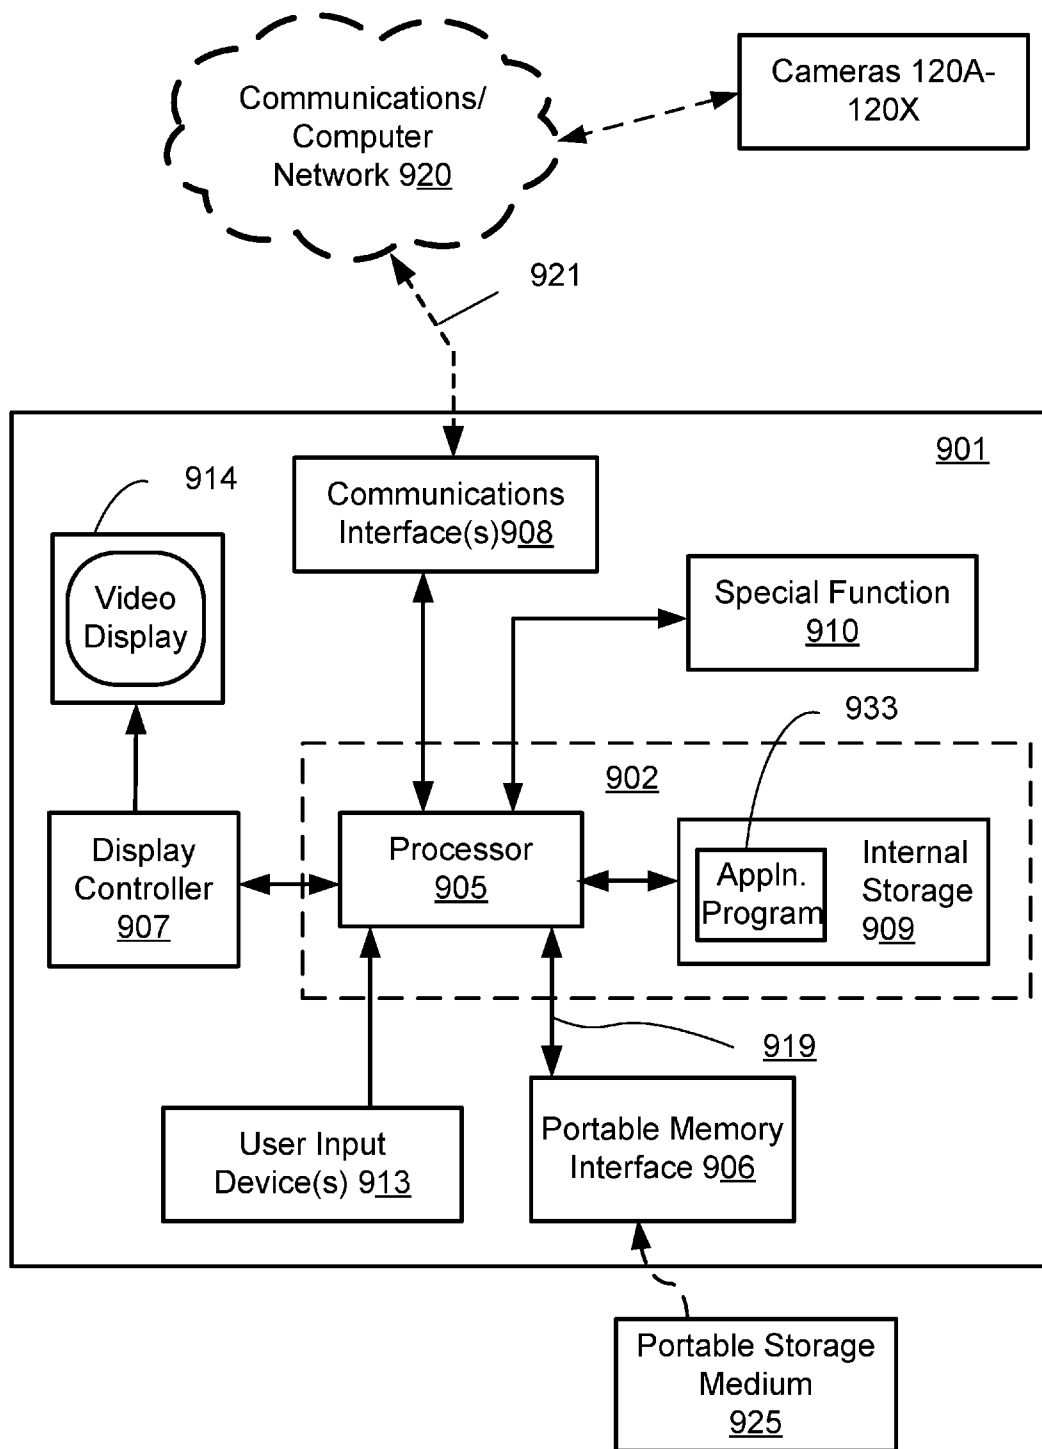 Communications/
Computer
Network 920
Cameras 120A-
120X
921
901
914
Communications
Interface(s)908
Video
Display
Special Function
910
933
902
Display
Controller
907
Processor
905
Appln.
Program
Internal
Storage
909
919
User Input
Device(s) 913
Portable Memory
Interface 906
Portable Storage
Medium
925